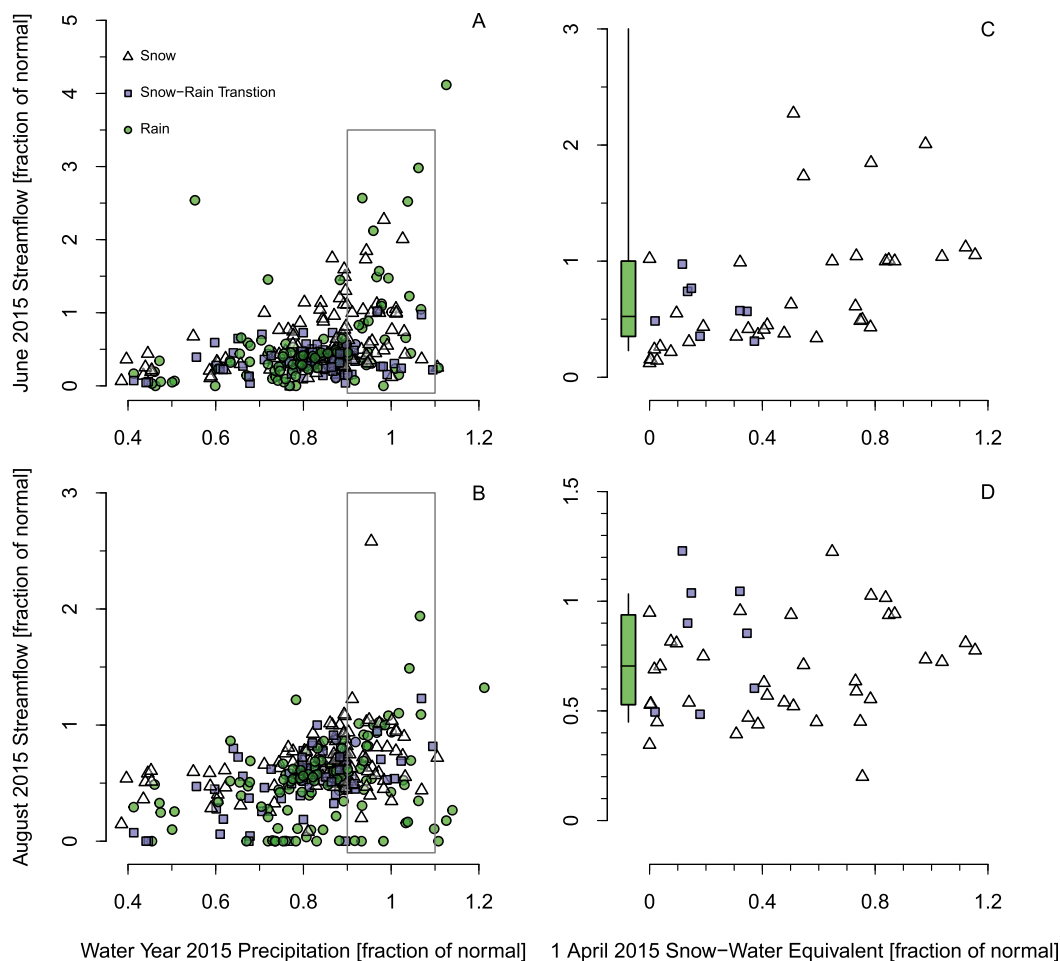 A
5
4
3
2
1
0
June 2015 Streamflow [fraction of normal]
Snow
Snow−Rain Transtion
Rain
0.4 0.6 0.8 1 1.2
C
3
2
1
0
0 0.4 0.8 1.2
B
3
2
1
0
August 2015 Streamflow [fraction of normal]
0.4 0.6 0.8 1 1.2
Water Year 2015 Precipitation [fraction of normal]
D
1.5
1
0.5
0
0 0.4 0.8 1.2
1 April 2015 Snow−Water Equivalent [fraction of normal]